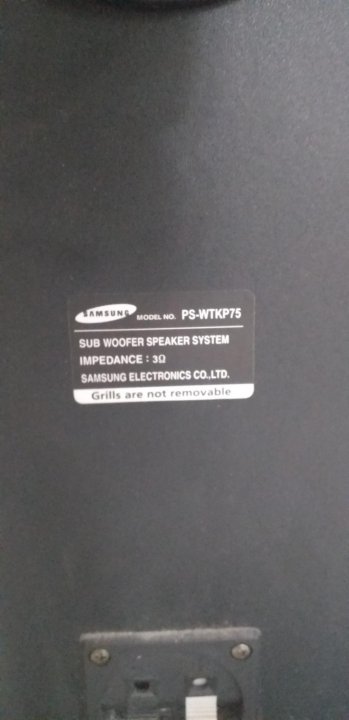 SAMSUNG MODEL NO. PS-WTKP75
SUB WOOFER SPEAKER SYSTEM
IMPEDANCE : 3Ω
SAMSUNG ELECTRONICS CO.,LTD.
Grills are not removable